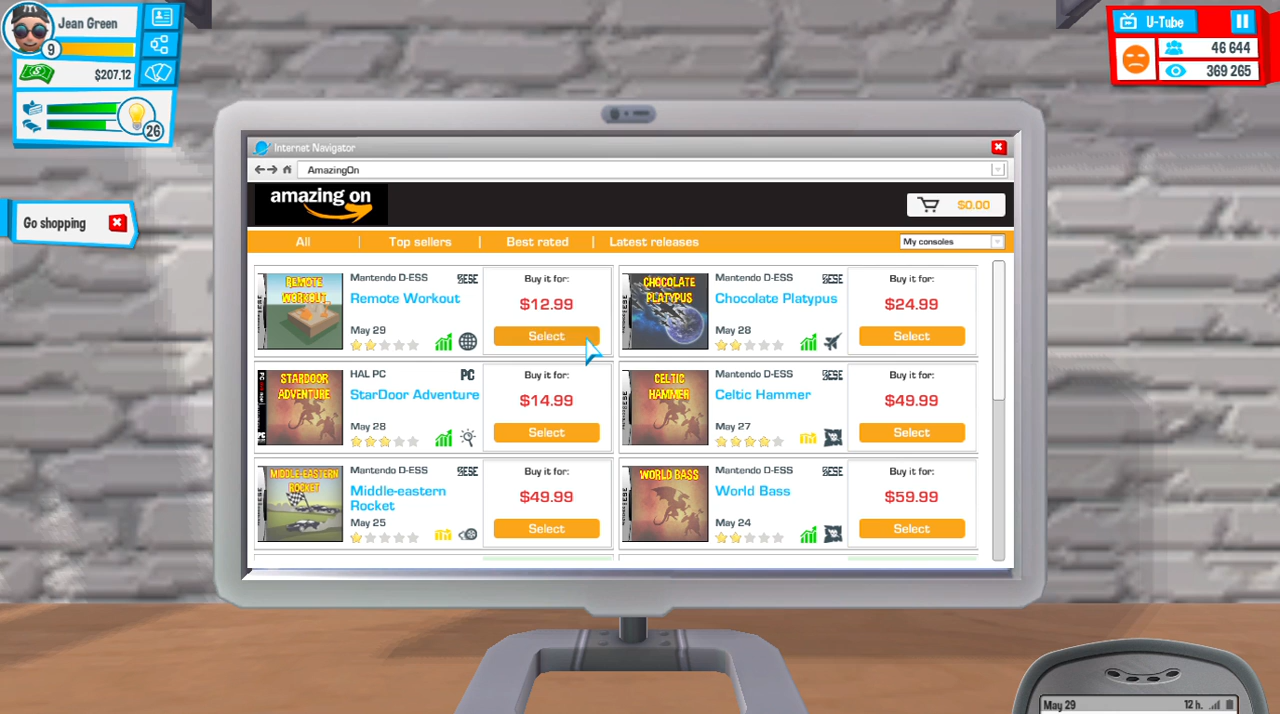 Jean Green
9
$207.12
26
U-Tube
46 644
369 265
Go shopping
Internet Navigator
AmazingOn
amazing on
$0.00
All
Top sellers
Best rated
Latest releases
My consoles
REMOTE
WORKOUT
Mantendo D-ESS
Remote Workout
May 29
Buy it for:
$12.99
Select
CHOCOLATE
PLATYPUS
Mantendo D-ESS
Chocolate Platypus
May 28
Buy it for:
$24.99
Select
STARDOOR
ADVENTURE
HAL PC
PC
StarDoor Adventure
May 28
Buy it for:
$14.99
Select
CELTIC
HAMMER
Mantendo D-ESS
Celtic Hammer
May 27
Buy it for:
$49.99
Select
MIDDLE-EASTERN
ROCKET
Mantendo D-ESS
Middle-eastern
Rocket
May 25
Buy it for:
$49.99
Select
WORLD BASS
Mantendo D-ESS
World Bass
May 24
Buy it for:
$59.99
Select
May 29
12 h.